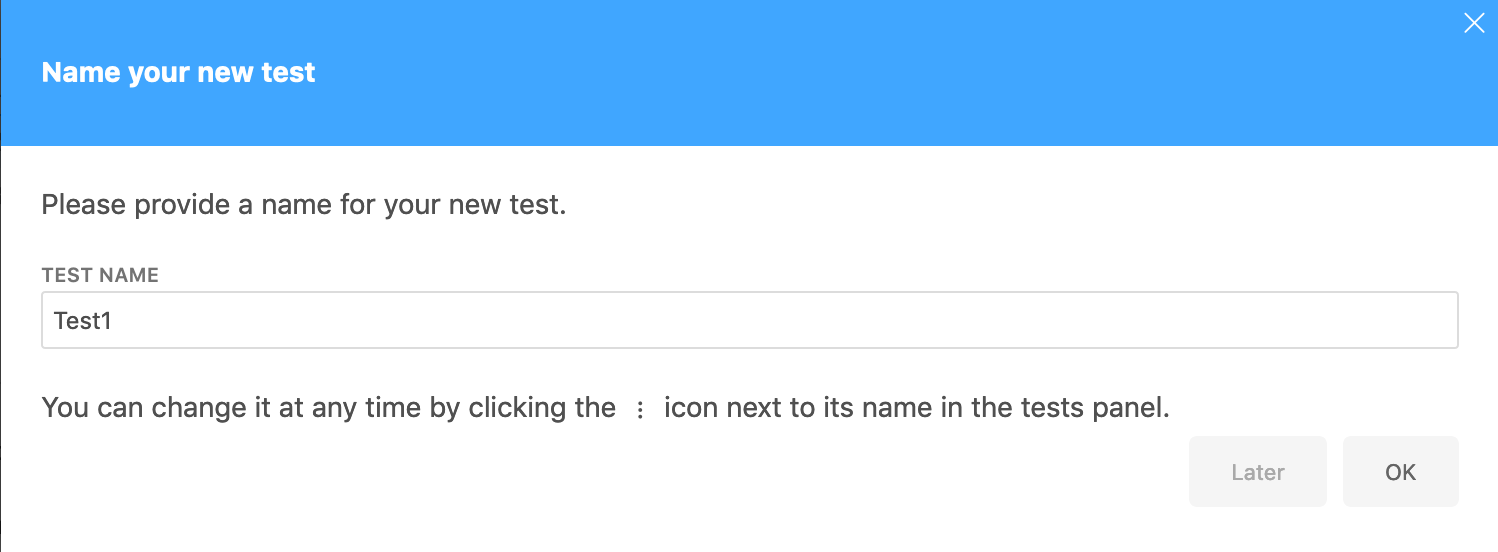 Name your new test
Please provide a name for your new test.
TEST NAME
Test1
You can change it at any time by clicking the ⋮ icon next to its name in the tests panel.
Later OK